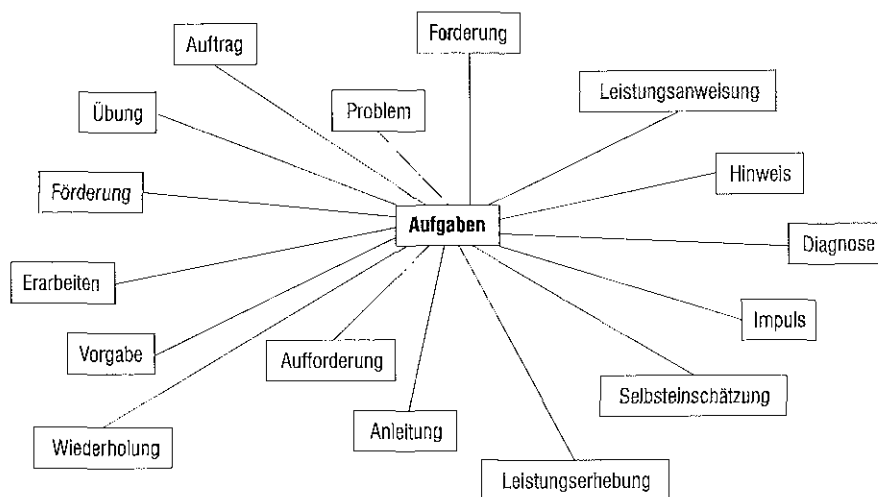 Forderung
Auftrag
Leistungsanweisung
Problem
Übung
Hinweis
Förderung
Aufgaben
Diagnose
Erarbeiten
Impuls
Vorgabe
Aufforderung
Selbsteinschätzung
Anleitung
Wiederholung
Leistungserhebung